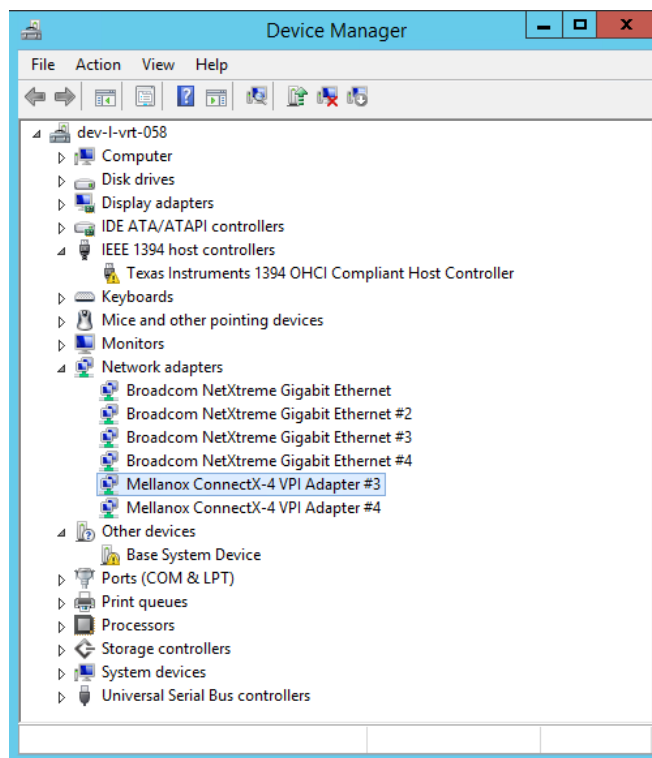 Device Manager
File Action View Help
dev-l-vrt-058
Computer
Disk drives
Display adapters
IDE ATA/ATAPI controllers
IEEE 1394 host controllers
Texas Instruments 1394 OHCI Compliant Host Controller
Keyboards
Mice and other pointing devices
Monitors
Network adapters
Broadcom NetXtreme Gigabit Ethernet
Broadcom NetXtreme Gigabit Ethernet #2
Broadcom NetXtreme Gigabit Ethernet #3
Broadcom NetXtreme Gigabit Ethernet #4
Mellanox ConnectX-4 VPI Adapter #3
Mellanox ConnectX-4 VPI Adapter #4
Other devices
Base System Device
Ports (COM & LPT)
Print queues
Processors
Storage controllers
System devices
Universal Serial Bus controllers